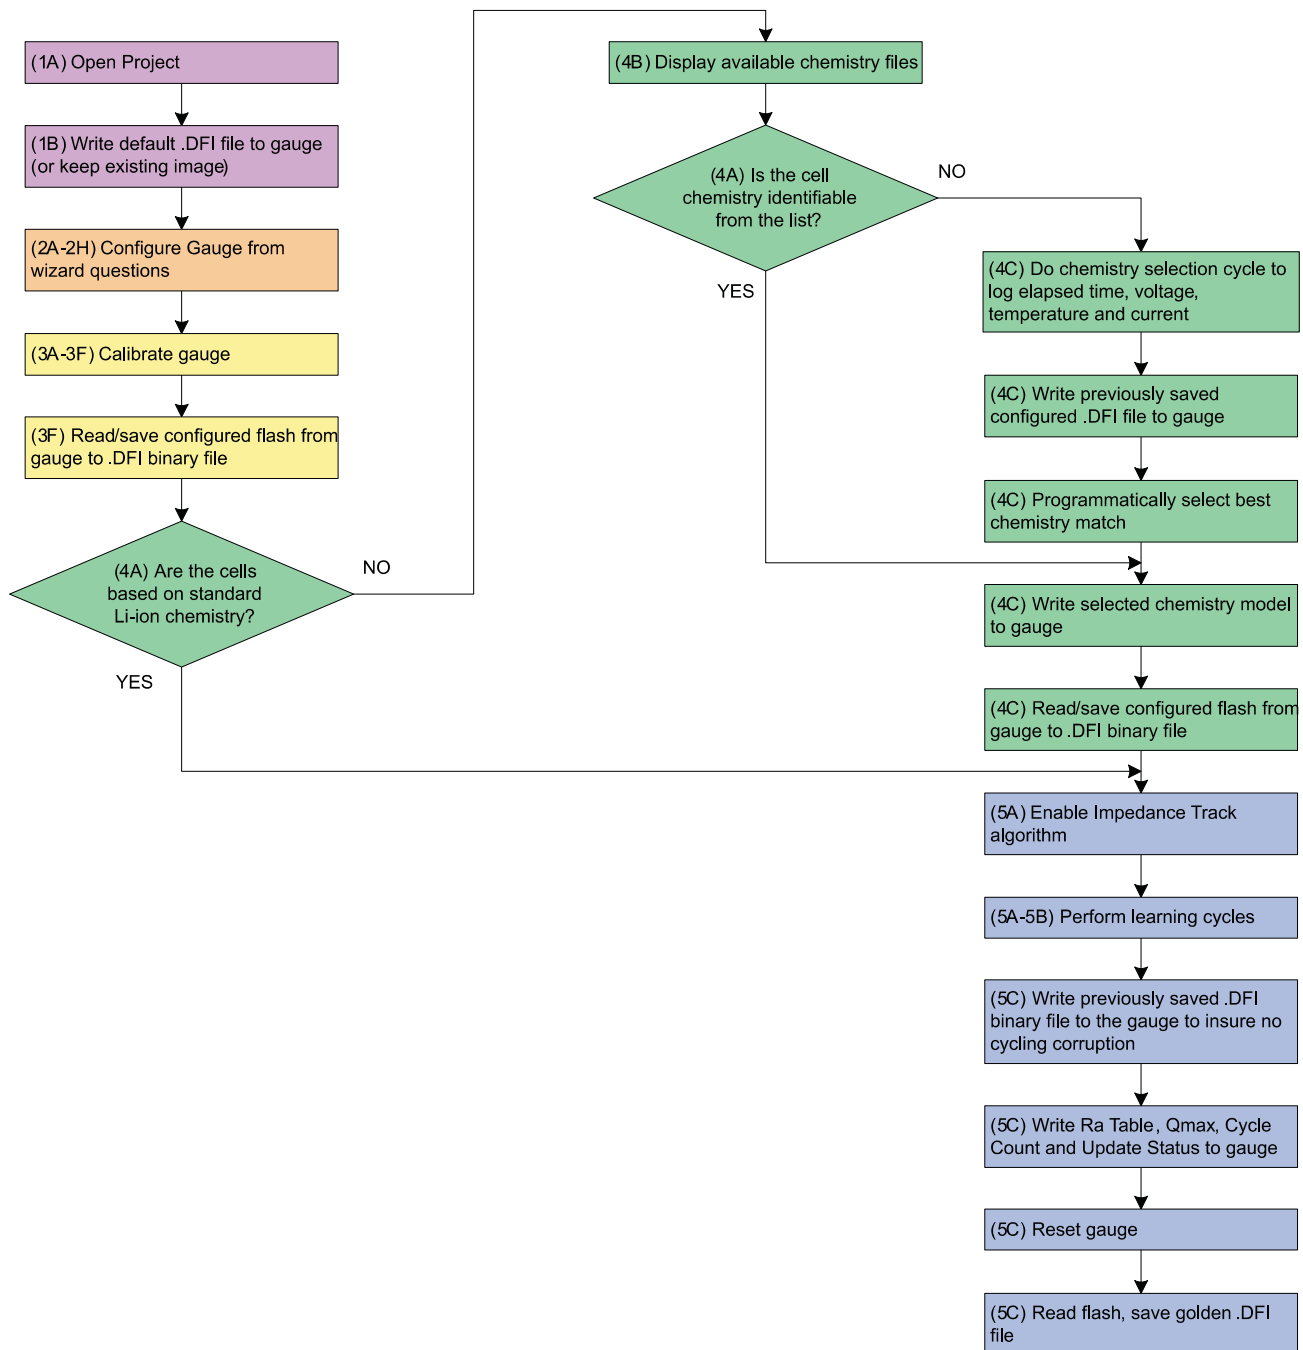 (1A) Open Project
(1B) Write default .DFI file to gauge
(or keep existing image)
(2A-2H) Configure Gauge from
wizard questions
(3A-3F) Calibrate gauge
(3F) Read/save configured flash from
gauge to .DFI binary file
(4A) Are the cells
based on standard
Li-ion chemistry?
NO
YES
(4B) Display available chemistry files
(4A) Is the cell
chemistry identifiable
from the list?
NO
YES
(4C) Do chemistry selection cycle to
log elapsed time, voltage,
temperature and current
(4C) Write previously saved
configured .DFI file to gauge
(4C) Programmatically select best
chemistry match
(4C) Write selected chemistry model
to gauge
(4C) Read/save configured flash from
gauge to .DFI binary file
(5A) Enable Impedance Track
algorithm
(5A-5B) Perform learning cycles
(5C) Write previously saved .DFI
binary file to the gauge to insure no
cycling corruption
(5C) Write Ra Table, Qmax, Cycle
Count and Update Status to gauge
(5C) Reset gauge
(5C) Read flash, save golden .DFI
file